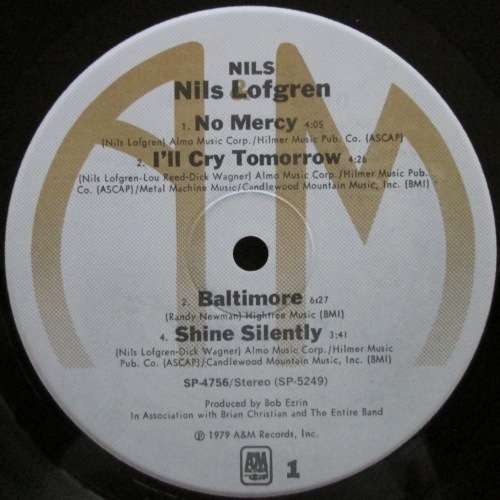 NILS
Nils Lofgren
1. No Mercy 4:05
(Nils Lofgren) Almo Music Corp./Hilmer Music Pub. Co. (ASCAP)
2. I'll Cry Tomorrow 4:26
(Nils Lofgren-Lou Reed-Dick Wagner) Almo Music Corp./Hilmer Music Pub.
Co. (ASCAP)/Metal Machine Music/Candlewood Mountain Music, Inc. (BMI)
2. Baltimore 6:27
(Randy Newman) Hightree Music (BMI)
4. Shine Silently 3:41
(Nils Lofgren-Dick Wagner) Almo Music Corp./Hilmer Music
Pub. Co. (ASCAP)/Candlewood Mountain Music, Inc. (BMI)
SP-4756/Stereo (SP-5249)
Produced by Bob Ezrin
In Association with Brian Christian and The Entire Band
℗ 1979 A&M Records, Inc.
A&M
1